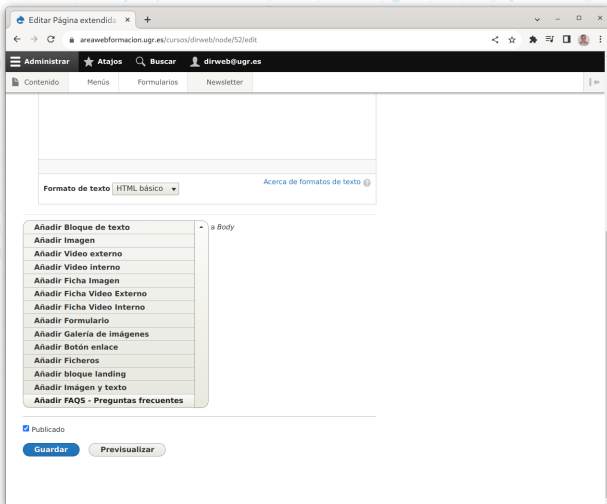 Editar Página extendida
areawebformacion.ugr.es/cursos/dirweb/node/52/edit
Administrar Atajos Buscar dirweb@ugr.es
Contenido Menús Formularios Newsletter
Formato de texto HTML básico Acerca de formatos de texto
Añadir Bloque de texto a Body
Añadir Imagen
Añadir Video externo
Añadir Video interno
Añadir Ficha Imagen
Añadir Ficha Video Externo
Añadir Ficha Video Interno
Añadir Formulario
Añadir Galería de imágenes
Añadir Botón enlace
Añadir Ficheros
Añadir bloque landing
Añadir Imágen y texto
Añadir FAQS - Preguntas frecuentes
Publicado
Guardar Previsualizar